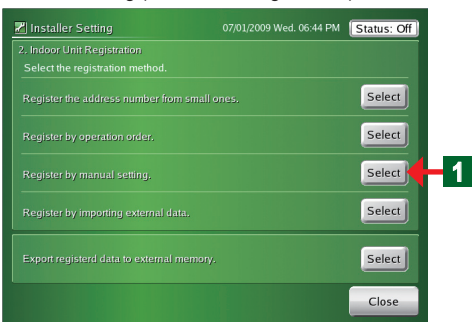 Installer Setting 07/01/2009 Wed. 06:44 PM Status: Off
2. Indoor Unit Registration
Select the registration method.
Register the address number from small ones. Select
Register by operation order. Select
Register by manual setting. Select 1
Register by importing external data. Select
Export registerd data to external memory. Select
Close